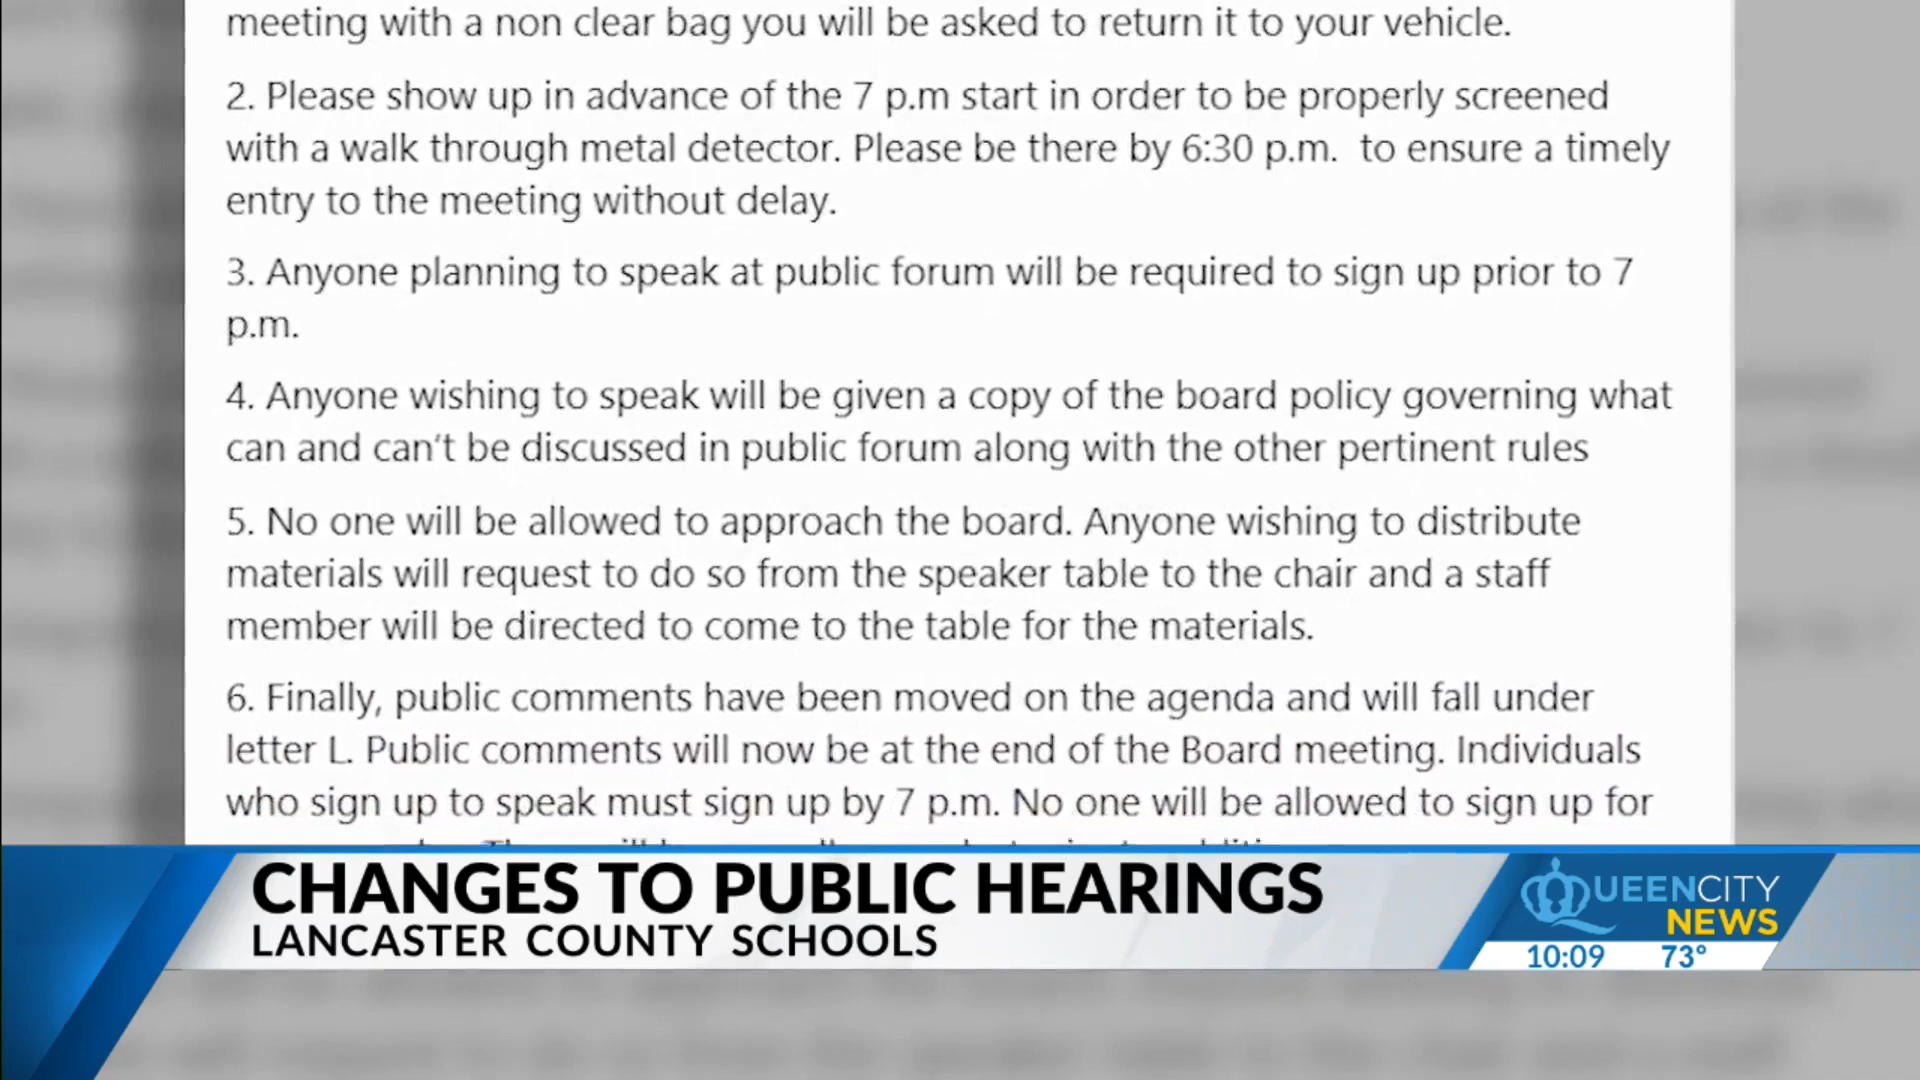 meeting with a non clear bag you will be asked to return it to your vehicle.
2. Please show up in advance of the 7 p.m start in order to be properly screened
with a walk through metal detector. Please be there by 6:30 p.m.  to ensure a timely
entry to the meeting without delay.
3. Anyone planning to speak at public forum will be required to sign up prior to 7
p.m.
4. Anyone wishing to speak will be given a copy of the board policy governing what
can and can't be discussed in public forum along with the other pertinent rules
5. No one will be allowed to approach the board. Anyone wishing to distribute
materials will request to do so from the speaker table to the chair and a staff
member will be directed to come to the table for the materials.
6. Finally, public comments have been moved on the agenda and will fall under
letter L. Public comments will now be at the end of the Board meeting. Individuals
who sign up to speak must sign up by 7 p.m. No one will be allowed to sign up for
CHANGES TO PUBLIC HEARINGS
LANCASTER COUNTY SCHOOLS
QUEENCITY
NEWS
10:09 73°